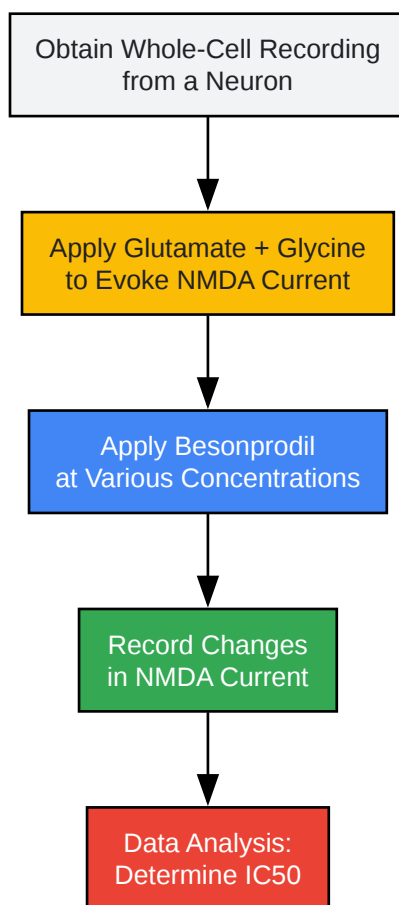 Obtain Whole-Cell Recording
from a Neuron
Apply Glutamate + Glycine
to Evoke NMDA Current
Apply Besonprodil
at Various Concentrations
Record Changes
in NMDA Current
Data Analysis:
Determine IC50